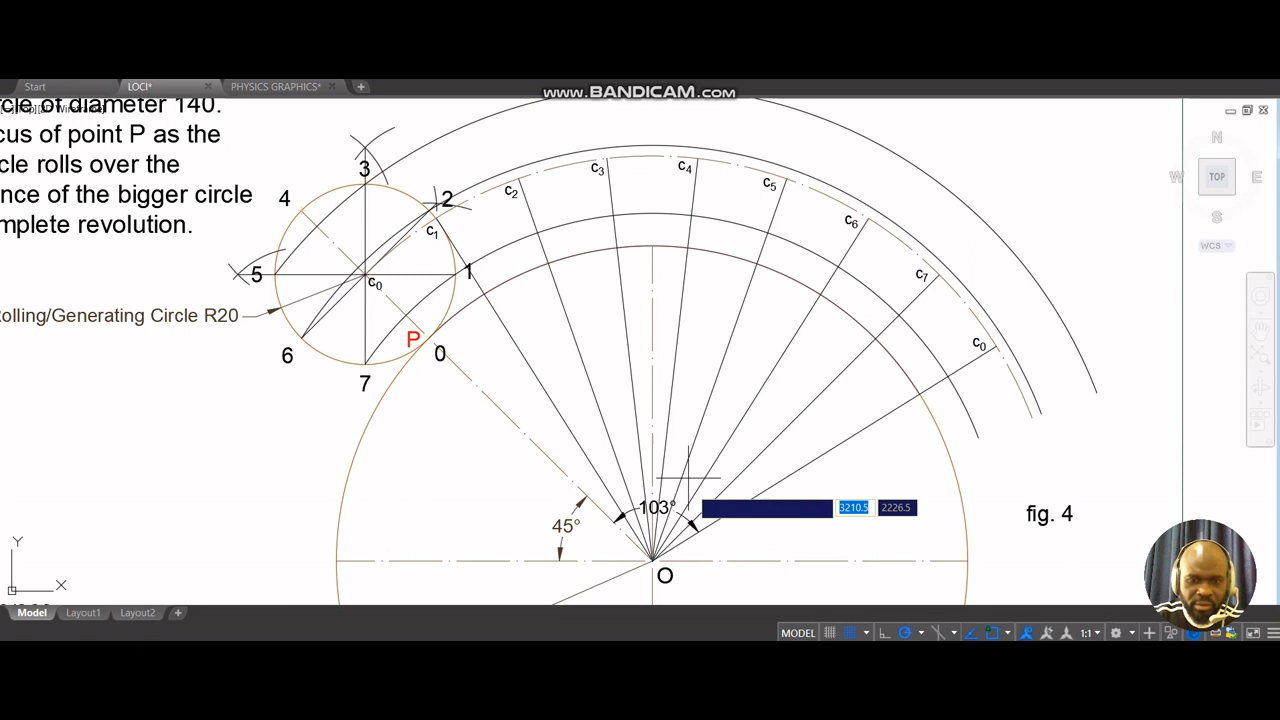 www.BANDICAM.com
Start
LOCI*
PHYSICS GRAPHICS*
rcle of diameter 140.
cus of point P as the
cle rolls over the
nce of the bigger circle
mplete revolution.
N
W
TOP
E
S
WCS
3
4
2
5
1
6
7
0
P
c0
c1
c2
c3
c4
c5
c6
c7
c0
Rolling/Generating Circle R20
45°
103°
3210.5
2226.5
O
fig. 4
Y
X
Model
Layout1
Layout2
MODEL
1:1